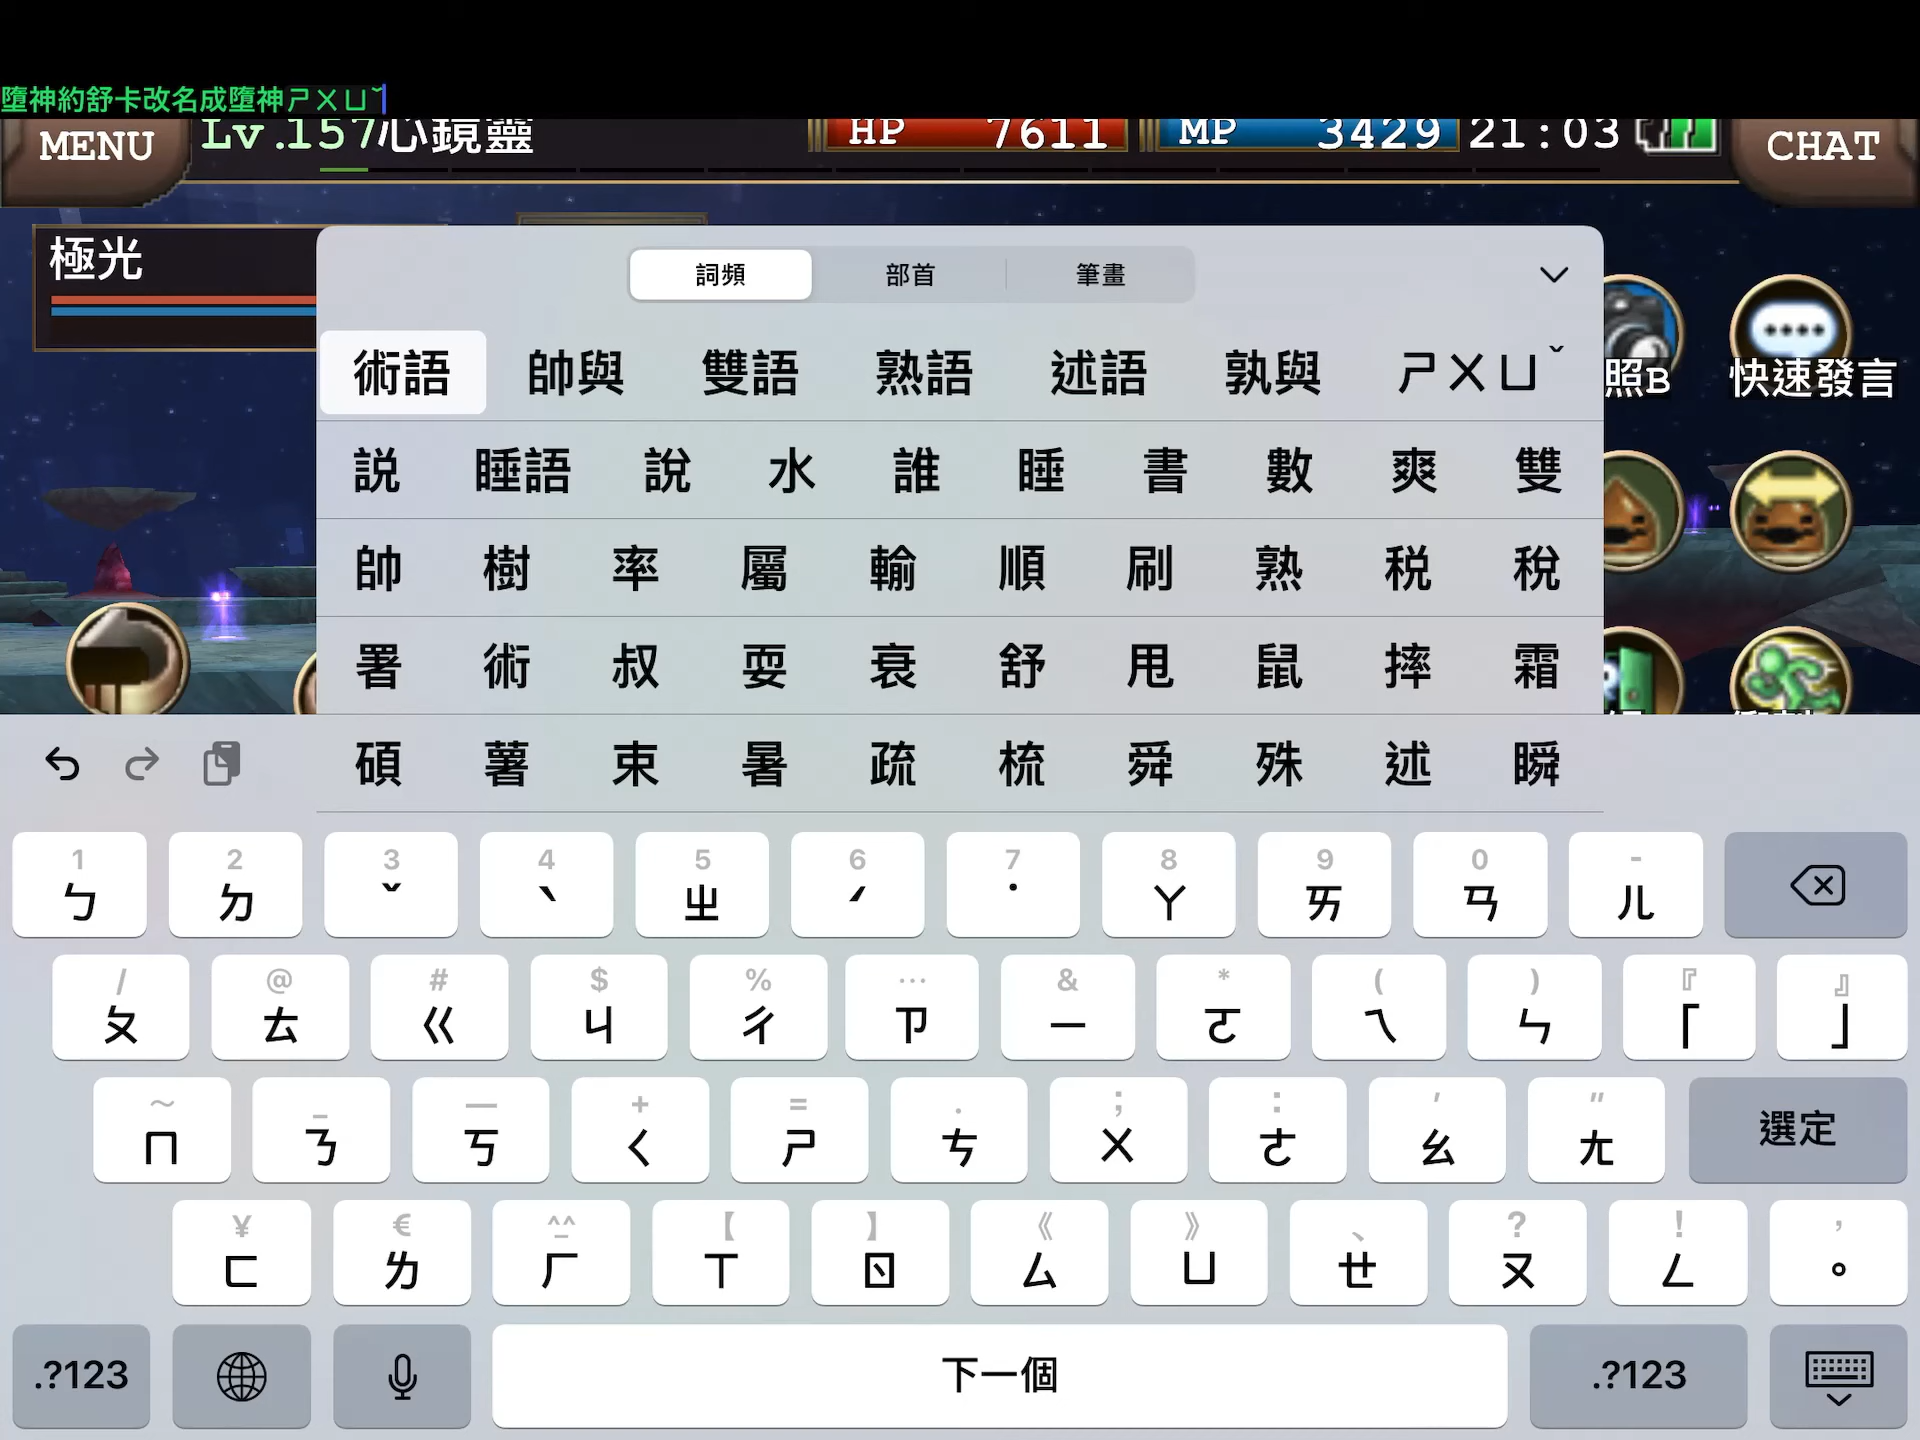 墮神約舒卡改名成墮神ㄕㄨㄩˇ
MENU
Lv.157心鏡靈
HP 7611
MP 3429
21:03
CHAT
極光
詞頻 部首 筆畫
術語 帥與 雙語 熟語 述語 孰與 ㄕㄨㄩˇ
説 睡語 說 水 誰 睡 書 數 爽 雙
帥 樹 率 屬 輸 順 刷 熟 税 稅
署 術 叔 耍 衰 舒 甩 鼠 摔 霜
碩 薯 束 暑 疏 梳 舜 殊 述 瞬
照B
快速發言
1 2 3 4 5 6 7 8 9 0 -
ㄅ ㄉ ˇ ˋ ㄓ ˊ ˙ ㄚ ㄞ ㄢ ㄦ
/ @ # $ % … & * ( ) 『 』
ㄆ ㄊ ㄍ ㄐ ㄔ ㄗ ㄧ ㄛ ㄟ ㄣ 「 」
～ _ — + = . ; : ' "
ㄇ ㄋ ㄎ ㄑ ㄕ ㄘ ㄨ ㄜ ㄠ ㄤ 選定
¥ € ^_^ 【 】 《 》 、 ? ! ，
ㄈ ㄌ ㄏ ㄒ ㄖ ㄙ ㄩ ㄝ ㄡ ㄥ 。
.?123 下一個 .?123